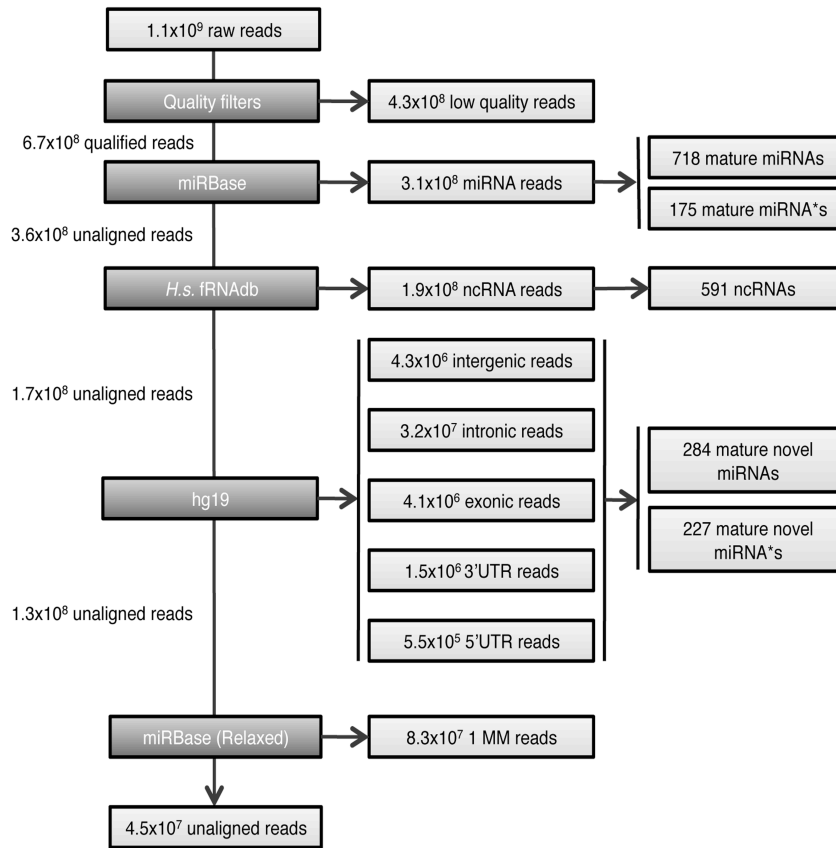 1.1x10⁹ raw reads
Quality filters
4.3x10⁸ low quality reads
6.7x10⁸ qualified reads
miRBase
3.1x10⁸ miRNA reads
718 mature miRNAs
175 mature miRNA*s
3.6x10⁸ unaligned reads
H.s. fRNAdb
1.9x10⁸ ncRNA reads
591 ncRNAs
1.7x10⁸ unaligned reads
hg19
4.3x10⁶ intergenic reads
3.2x10⁷ intronic reads
4.1x10⁶ exonic reads
1.5x10⁶ 3'UTR reads
5.5x10⁵ 5'UTR reads
284 mature novel
miRNAs
227 mature novel
miRNA*s
1.3x10⁸ unaligned reads
miRBase (Relaxed)
8.3x10⁷ 1 MM reads
4.5x10⁷ unaligned reads